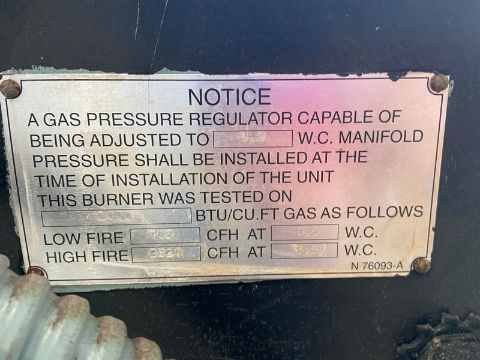 NOTICE
A GAS PRESSURE REGULATOR CAPABLE OF
BEING ADJUSTED TO W.C. MANIFOLD
PRESSURE SHALL BE INSTALLED AT THE
TIME OF INSTALLATION OF THE UNIT
THIS BURNER WAS TESTED ON
BTU/CU.FT GAS AS FOLLOWS
LOW FIRE CFH AT W.C.
HIGH FIRE CFH AT W.C.
N 76093-A